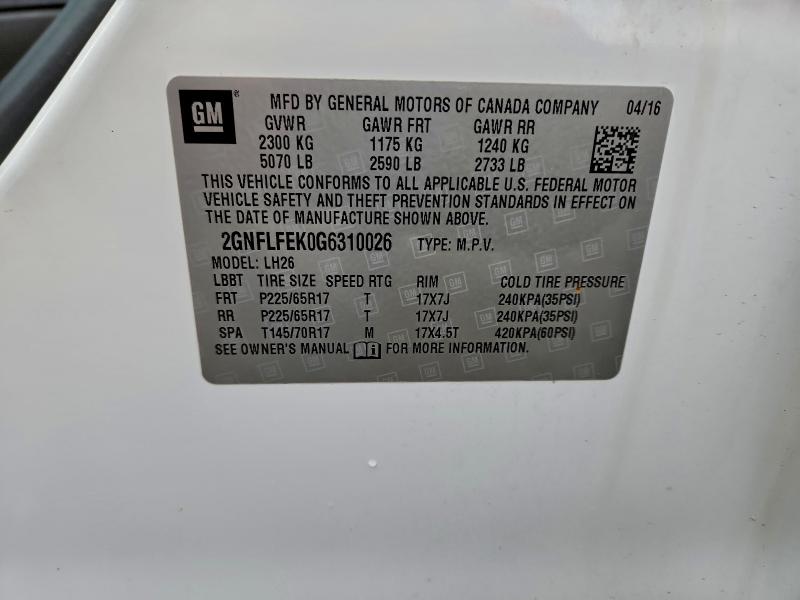 GM® MFD BY GENERAL MOTORS OF CANADA COMPANY 04/16
GVWR GAWR FRT GAWR RR
2300 KG 1175 KG 1240 KG
5070 LB 2590 LB 2733 LB
THIS VEHICLE CONFORMS TO ALL APPLICABLE U.S. FEDERAL MOTOR
VEHICLE SAFETY AND THEFT PREVENTION STANDARDS IN EFFECT ON
THE DATE OF MANUFACTURE SHOWN ABOVE.
2GNFLFEK0G6310026 TYPE: M.P.V.
MODEL: LH26
LBBT TIRE SIZE SPEED RTG RIM COLD TIRE PRESSURE
FRT P225/65R17 T 17X7J 240KPA(35PSI)
RR P225/65R17 T 17X7J 240KPA(35PSI)
SPA T145/70R17 M 17X4.5T 420KPA(60PSI)
SEE OWNER'S MANUAL FOR MORE INFORMATION.